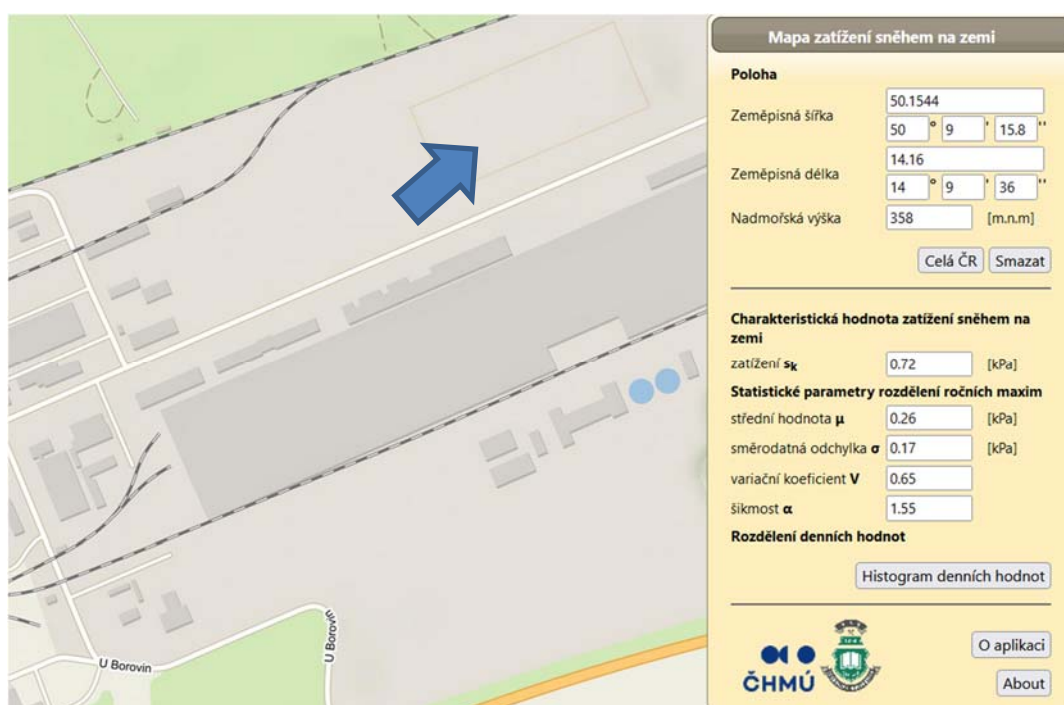 Mapa zatížení sněhem na zemi
Poloha
Zeměpisná šířka
50.1544
50 ° 9 ' 15.8 ''
Zeměpisná délka
14.16
14 ° 9 ' 36 ''
Nadmořská výška 358 [m.n.m]
Celá ČR Smazat
Charakteristická hodnota zatížení sněhem na
zemi
zatížení sk 0.72 [kPa]
Statistické parametry rozdělení ročních maxim
střední hodnota μ 0.26 [kPa]
směrodatná odchylka σ 0.17 [kPa]
variační koeficient V 0.65
šikmost α 1.55
Rozdělení denních hodnot
Histogram denních hodnot
O aplikaci
ČHMÚ
About
U Borovin
U Borovin